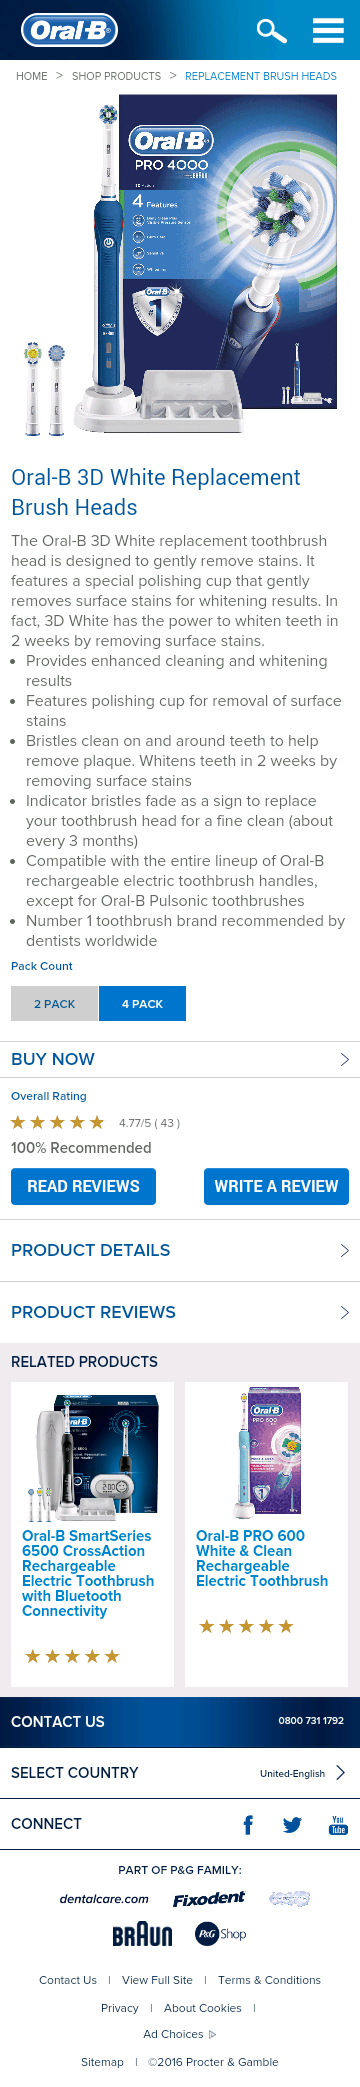 Oral-B
HOME > SHOP PRODUCTS > REPLACEMENT BRUSH HEADS
Oral-B
PRO 4000
4 Features
Sensitive
Whitening
Oral-B
#1
Oral-B 3D White Replacement
Brush Heads
The Oral-B 3D White replacement toothbrush
head is designed to gently remove stains. It
features a special polishing cup that gently
removes surface stains for whitening results. In
fact, 3D White has the power to whiten teeth in
2 weeks by removing surface stains.
• Provides enhanced cleaning and whitening
results
• Features polishing cup for removal of surface
stains
• Bristles clean on and around teeth to help
remove plaque. Whitens teeth in 2 weeks by
removing surface stains
• Indicator bristles fade as a sign to replace
your toothbrush head for a fine clean (about
every 3 months)
• Compatible with the entire lineup of Oral-B
rechargeable electric toothbrush handles,
except for Oral-B Pulsonic toothbrushes
• Number 1 toothbrush brand recommended by
dentists worldwide
Pack Count
2 PACK 4 PACK
BUY NOW
Overall Rating
4.77/5 ( 43 )
100% Recommended
READ REVIEWS WRITE A REVIEW
PRODUCT DETAILS
PRODUCT REVIEWS
RELATED PRODUCTS
Oral-B
PRO 600
Oral-B SmartSeries
6500 CrossAction
Rechargeable
Electric Toothbrush
with Bluetooth
Connectivity
Oral-B PRO 600
White & Clean
Rechargeable
Electric Toothbrush
CONTACT US 0800 731 1792
SELECT COUNTRY United-English
CONNECT
You Tube
PART OF P&G FAMILY:
dentalcare.com Fixodent
BRAUN P&G Shop
Contact Us | View Full Site | Terms & Conditions
Privacy | About Cookies |
Ad Choices
Sitemap | ©2016 Procter & Gamble